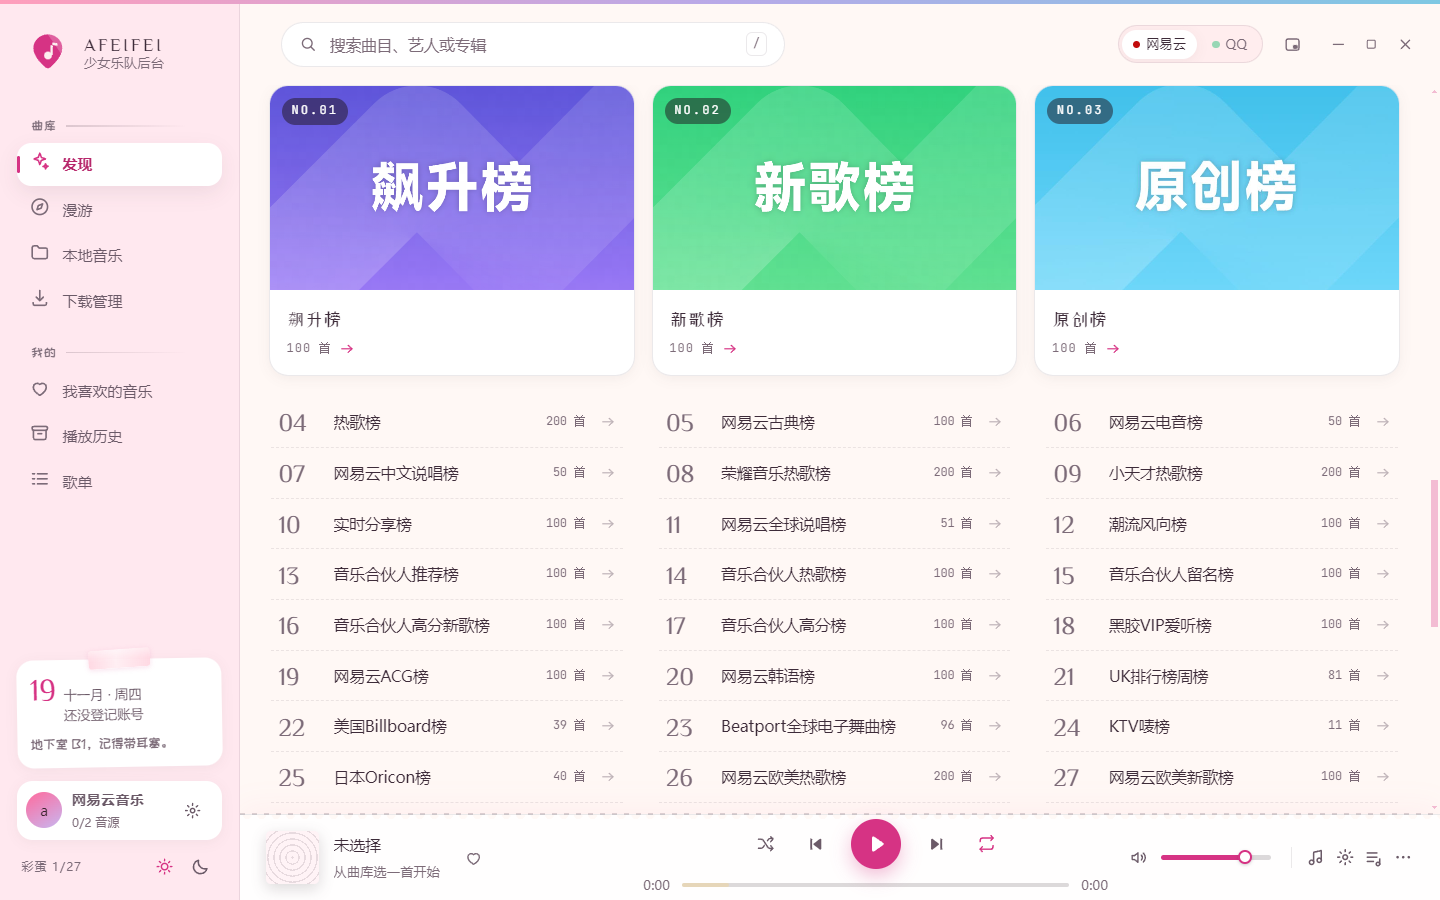 AFEIFEI
少女乐队后台
搜索曲目、艺人或专辑
/
网易云
QQ
曲库
发现
漫游
本地音乐
下载管理
我的
我喜欢的音乐
播放历史
歌单
19
十一月 · 周四
还没登记账号
地下室 B1，记得带耳塞。
a
网易云音乐
0/2 音源
彩蛋 1/27
NO.01
飙升榜
飙升榜
100 首 →
NO.02
新歌榜
新歌榜
100 首 →
NO.03
原创榜
原创榜
100 首 →
04 热歌榜 200 首 →
05 网易云古典榜 100 首 →
06 网易云电音榜 50 首 →
07 网易云中文说唱榜 50 首 →
08 荣耀音乐热歌榜 200 首 →
09 小天才热歌榜 200 首 →
10 实时分享榜 100 首 →
11 网易云全球说唱榜 51 首 →
12 潮流风向榜 100 首 →
13 音乐合伙人推荐榜 100 首 →
14 音乐合伙人热歌榜 100 首 →
15 音乐合伙人留名榜 100 首 →
16 音乐合伙人高分新歌榜 100 首 →
17 音乐合伙人高分榜 100 首 →
18 黑胶VIP爱听榜 100 首 →
19 网易云ACG榜 100 首 →
20 网易云韩语榜 100 首 →
21 UK排行榜周榜 81 首 →
22 美国Billboard榜 39 首 →
23 Beatport全球电子舞曲榜 96 首 →
24 KTV唛榜 11 首 →
25 日本Oricon榜 40 首 →
26 网易云欧美热歌榜 200 首 →
27 网易云欧美新歌榜 100 首 →
未选择
从曲库选一首开始
0:00
0:00